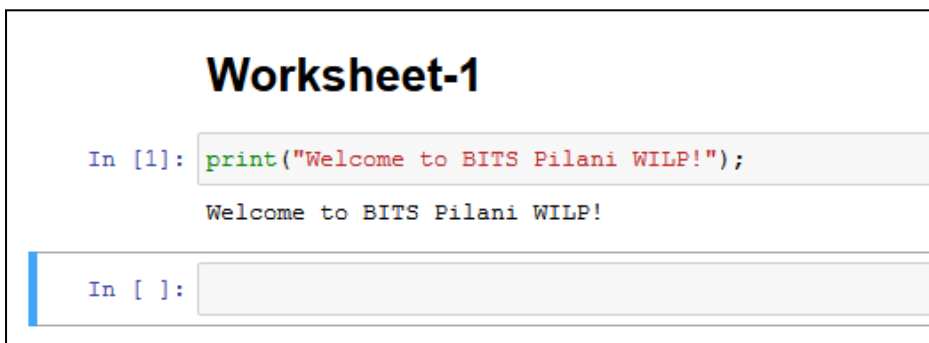 Worksheet-1
In [1]: print("Welcome to BITS Pilani WILP!");
Welcome to BITS Pilani WILP!
In [ ]: